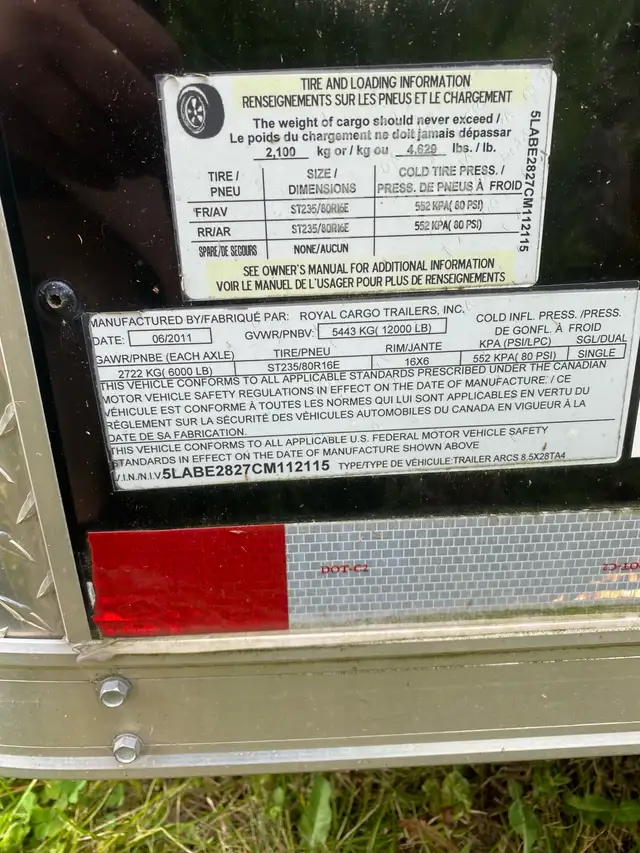 TIRE AND LOADING INFORMATION
RENSEIGNEMENTS SUR LES PNEUS ET LE CHARGEMENT
The weight of cargo should never exceed /
Le poids du chargement ne doit jamais dépassar
2,100 kg or / kg ou 4,629 lbs. / lb.
TIRE / PNEU SIZE / DIMENSIONS COLD TIRE PRESS. / PRESS. DE PNEUS À FROID
FR/AV ST235/80R16E 552 KPA( 80 PSI)
RR/AR ST235/80R16E 552 KPA( 80 PSI)
SPARE/DE SECOURS NONE/AUCUN
SEE OWNER'S MANUAL FOR ADDITIONAL INFORMATION
VOIR LE MANUEL DE L'USAGER POUR PLUS DE RENSEIGNEMENTS
5LABE2827CM112115
MANUFACTURED BY/FABRIQUÉ PAR: ROYAL CARGO TRAILERS, INC.
DATE: 06/2011 GVWR/PNBV: 5443 KG( 12000 LB) COLD INFL. PRESS./PRESS. DE GONFL. À FROID
GAWR/PNBE (EACH AXLE) TIRE/PNEU RIM/JANTE KPA (PSI/LPC) SGL/DUAL
2722 KG( 6000 LB) ST235/80R16E 16X6 552 KPA( 80 PSI) SINGLE
THIS VEHICLE CONFORMS TO ALL APPLICABLE STANDARDS PRESCRIBED UNDER THE CANADIAN
MOTOR VEHICLE SAFETY REGULATIONS IN EFFECT ON THE DATE OF MANUFACTURE. / CE
VÉHICULE EST CONFORME À TOUTES LES NORMES QUI LUI SONT APPLICABLES EN VERTU DU
RÈGLEMENT SUR LA SÉCURITÉ DES VÉHICULES AUTOMOBILES DU CANADA EN VIGUEUR À LA
DATE DE SA FABRICATION.
THIS VEHICLE CONFORMS TO ALL APPLICABLE U.S. FEDERAL MOTOR VEHICLE SAFETY
STANDARDS IN EFFECT ON THE DATE OF MANUFACTURE SHOWN ABOVE
V.I.N./N.I.V. 5LABE2827CM112115 TYPE/TYPE DE VÉHICULE: TRAILER ARCS 8.5X28TA4
DOT-C2